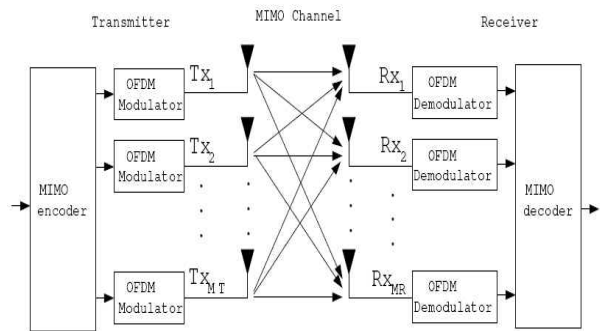 Transmitter
MIMO Channel
Receiver
OFDM
Modulator
Tx1
Rx1
OFDM
Demodulator
OFDM
Modulator
Tx2
Rx2
OFDM
Demodulator
MIMO
encoder
MIMO
decoder
OFDM
Modulator
TxMT
RxMR
OFDM
Demodulator